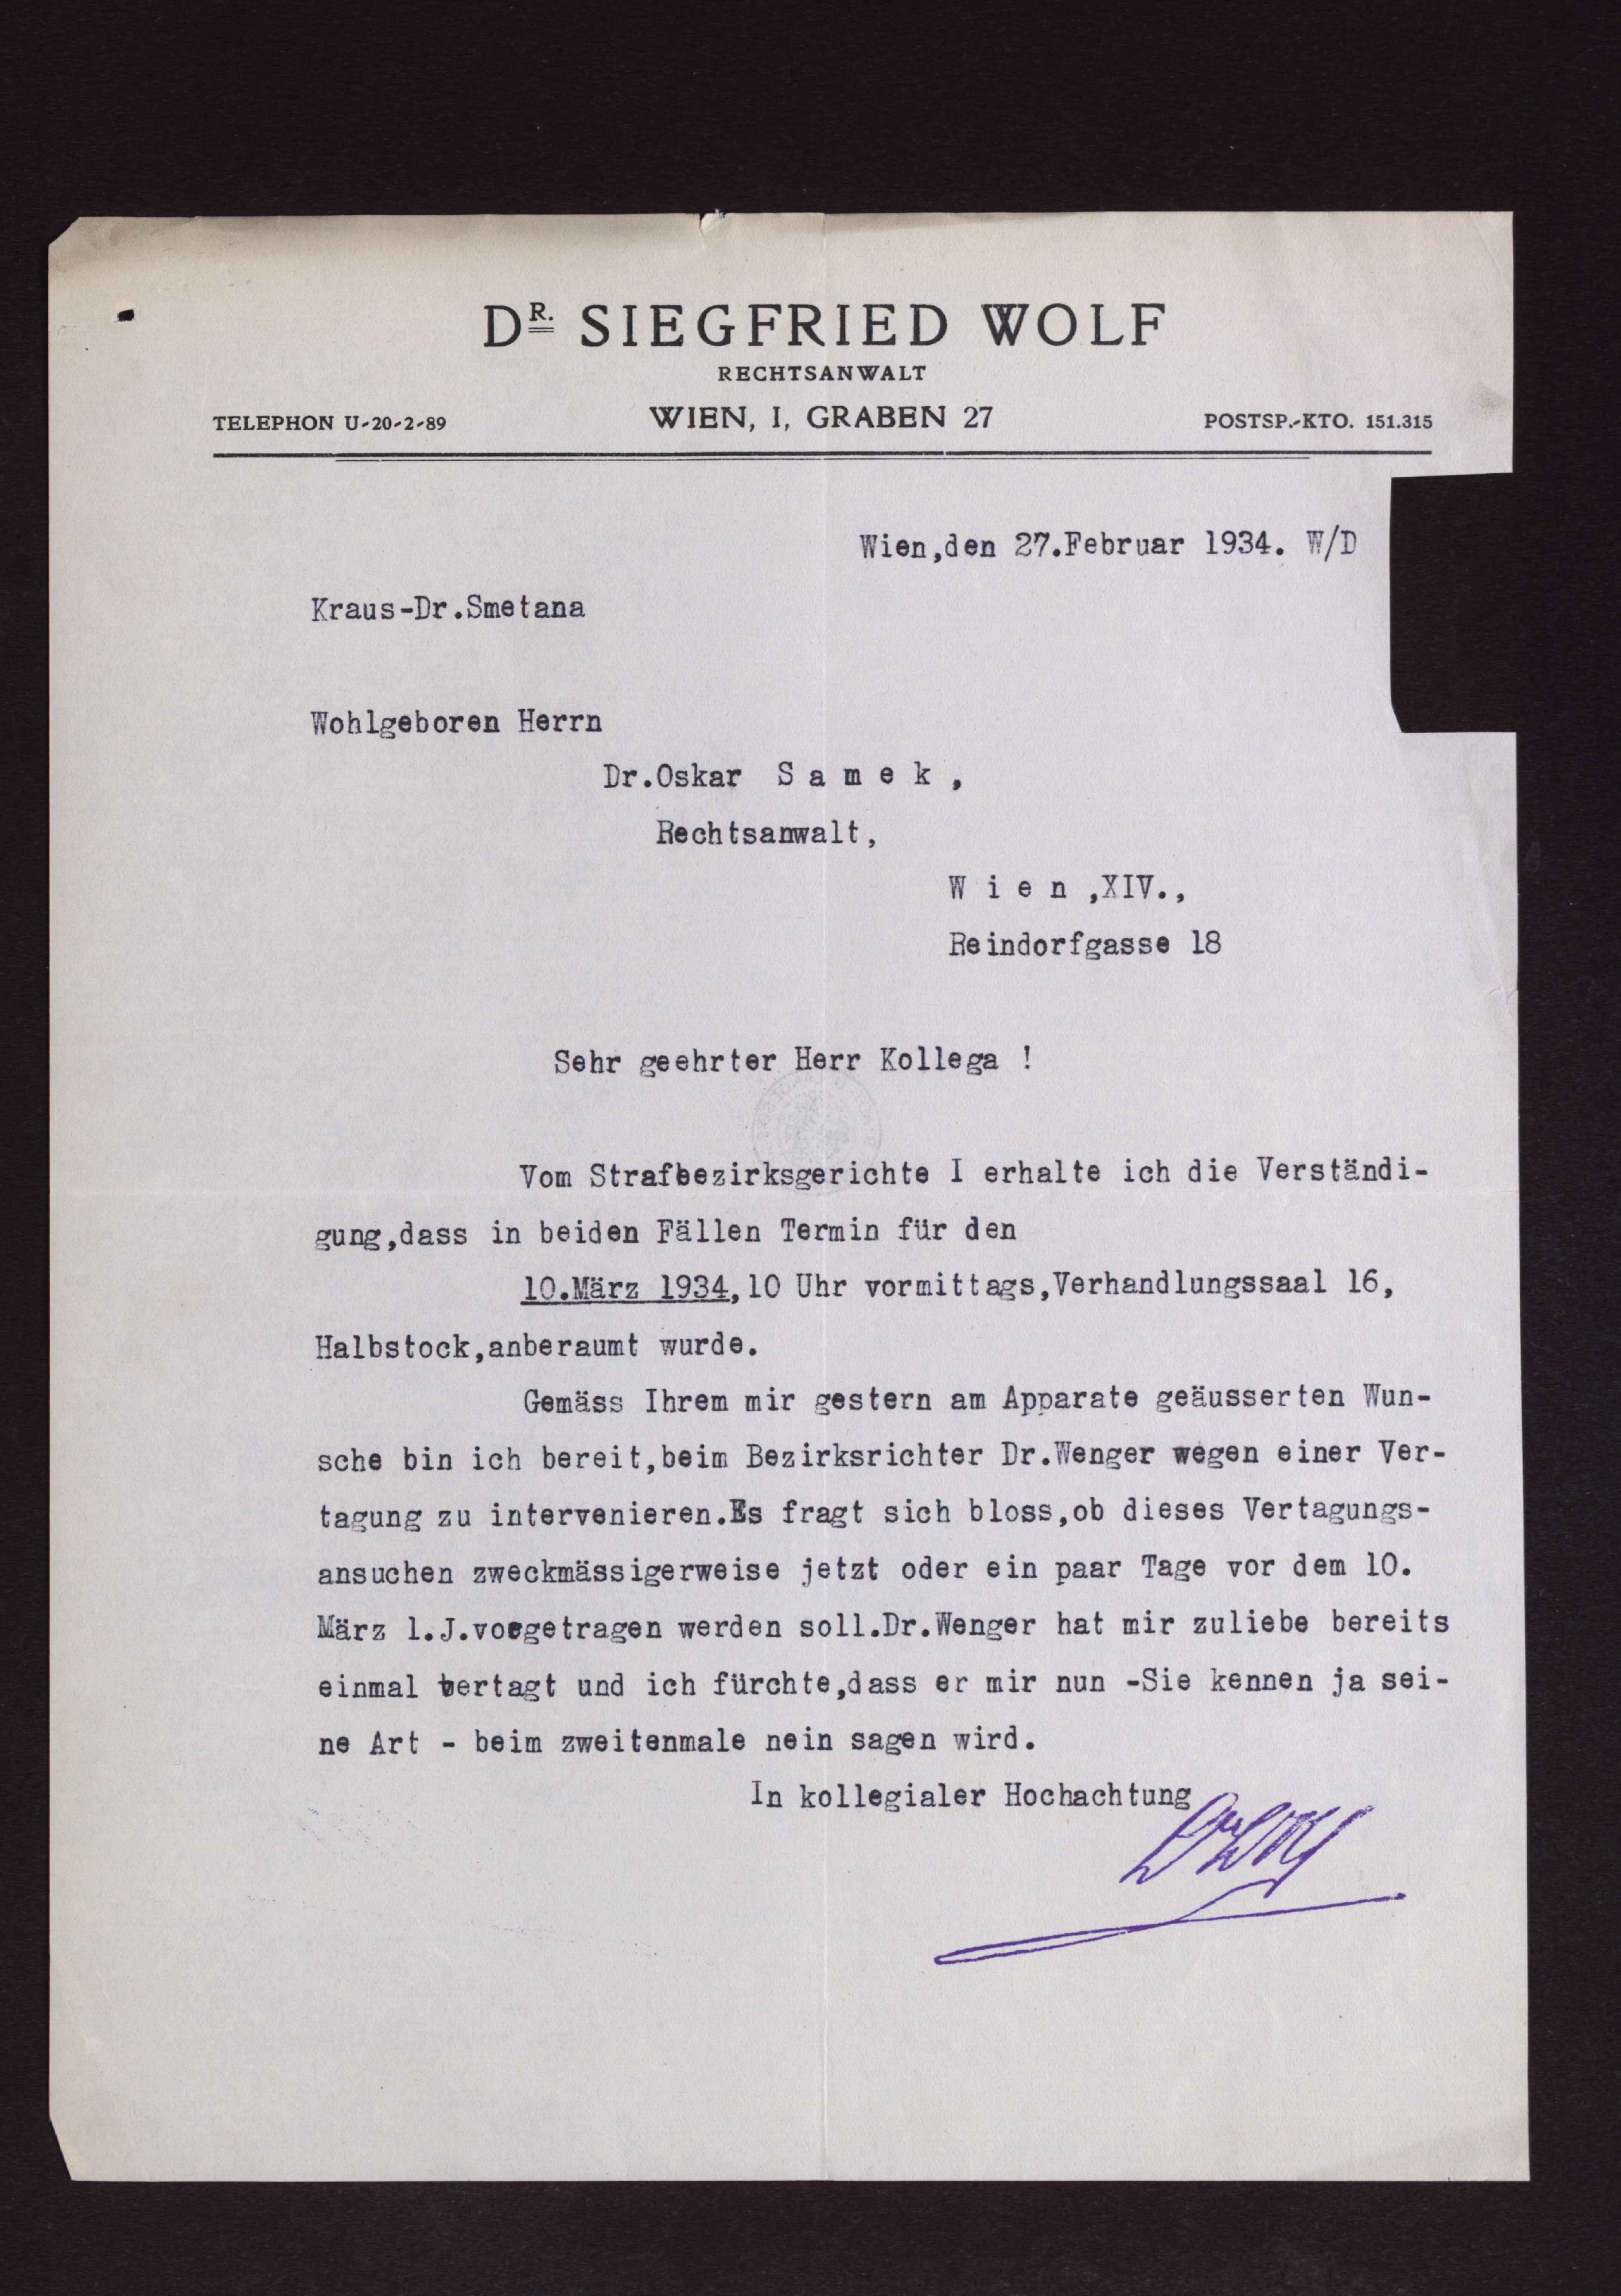 DR. SIEGFRIED WOLF
RECHTSANWALT
TELEPHON U-20-2-89 WIEN, I, GRABEN 27 POSTSP.-KTO. 151.315
Wien,den 27.Februar 1934. W/D
Kraus-Dr.Smetana
Wohlgeboren Herrn
Dr.Oskar S a m e k ,
Rechtsanwalt,
W i e n ,XIV.,
Reindorfgasse 18
Sehr geehrter Herr Kollega !
Vom Strafbezirksgerichte I erhalte ich die Verständi-
gung,dass in beiden Fällen Termin für den
10.März 1934,10 Uhr vormittags,Verhandlungssaal 16,
Halbstock,anberaumt wurde.
Gemäss Ihrem mir gestern am Apparate geäusserten Wun-
sche bin ich bereit,beim Bezirksrichter Dr.Wenger wegen einer Ver-
tagung zu intervenieren.Es fragt sich bloss,ob dieses Vertagungs-
ansuchen zweckmässigerweise jetzt oder ein paar Tage vor dem 10.
März l.J.vorgetragen werden soll.Dr.Wenger hat mir zuliebe bereits
einmal vertagt und ich fürchte,dass er mir nun -Sie kennen ja sei-
ne Art - beim zweitenmale nein sagen wird.
In kollegialer Hochachtung